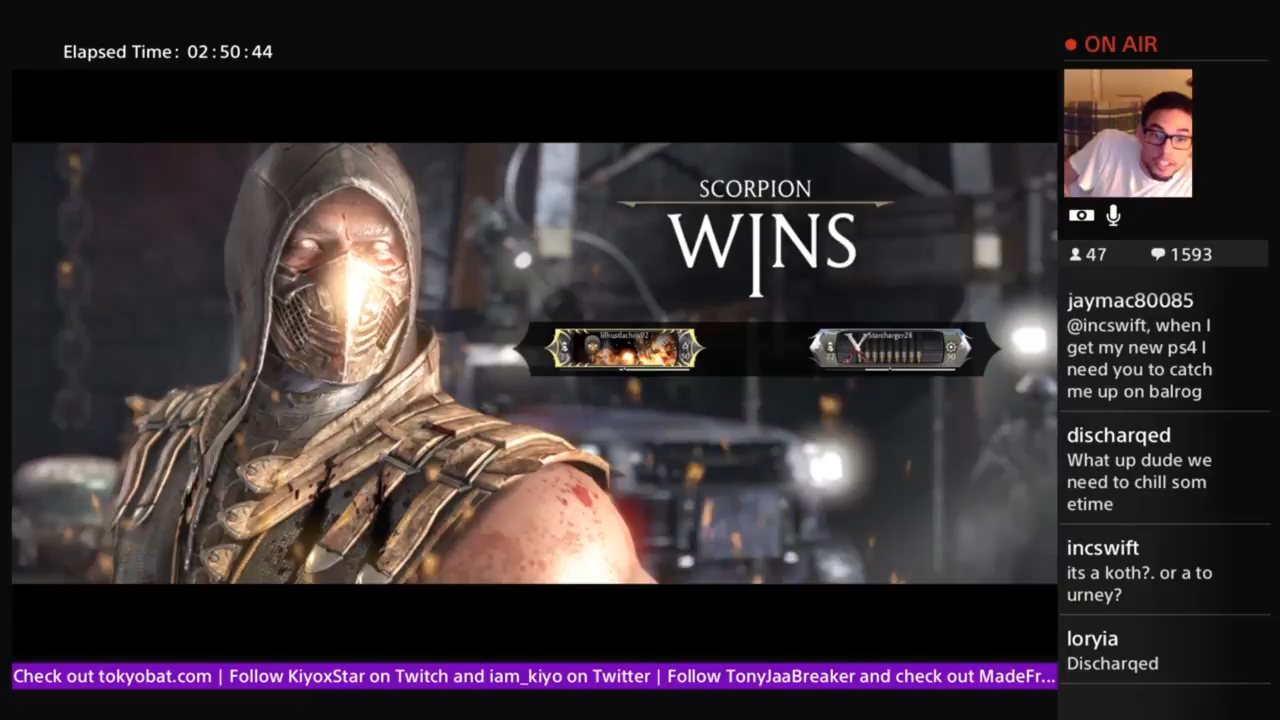 Elapsed Time: 02:50:44
ON AIR
SCORPION
WINS
lilhustlachris92
Starcharger28
47
1593
jaymac80085
@incswift, when I
get my new ps4 I
need you to catch
me up on balrog
discharqed
What up dude we
need to chill som
etime
incswift
its a koth?. or a to
urney?
loryia
Discharqed
Check out tokyobat.com | Follow KiyoxStar on Twitch and iam_kiyo on Twitter | Follow TonyJaaBreaker and check out MadeFr...